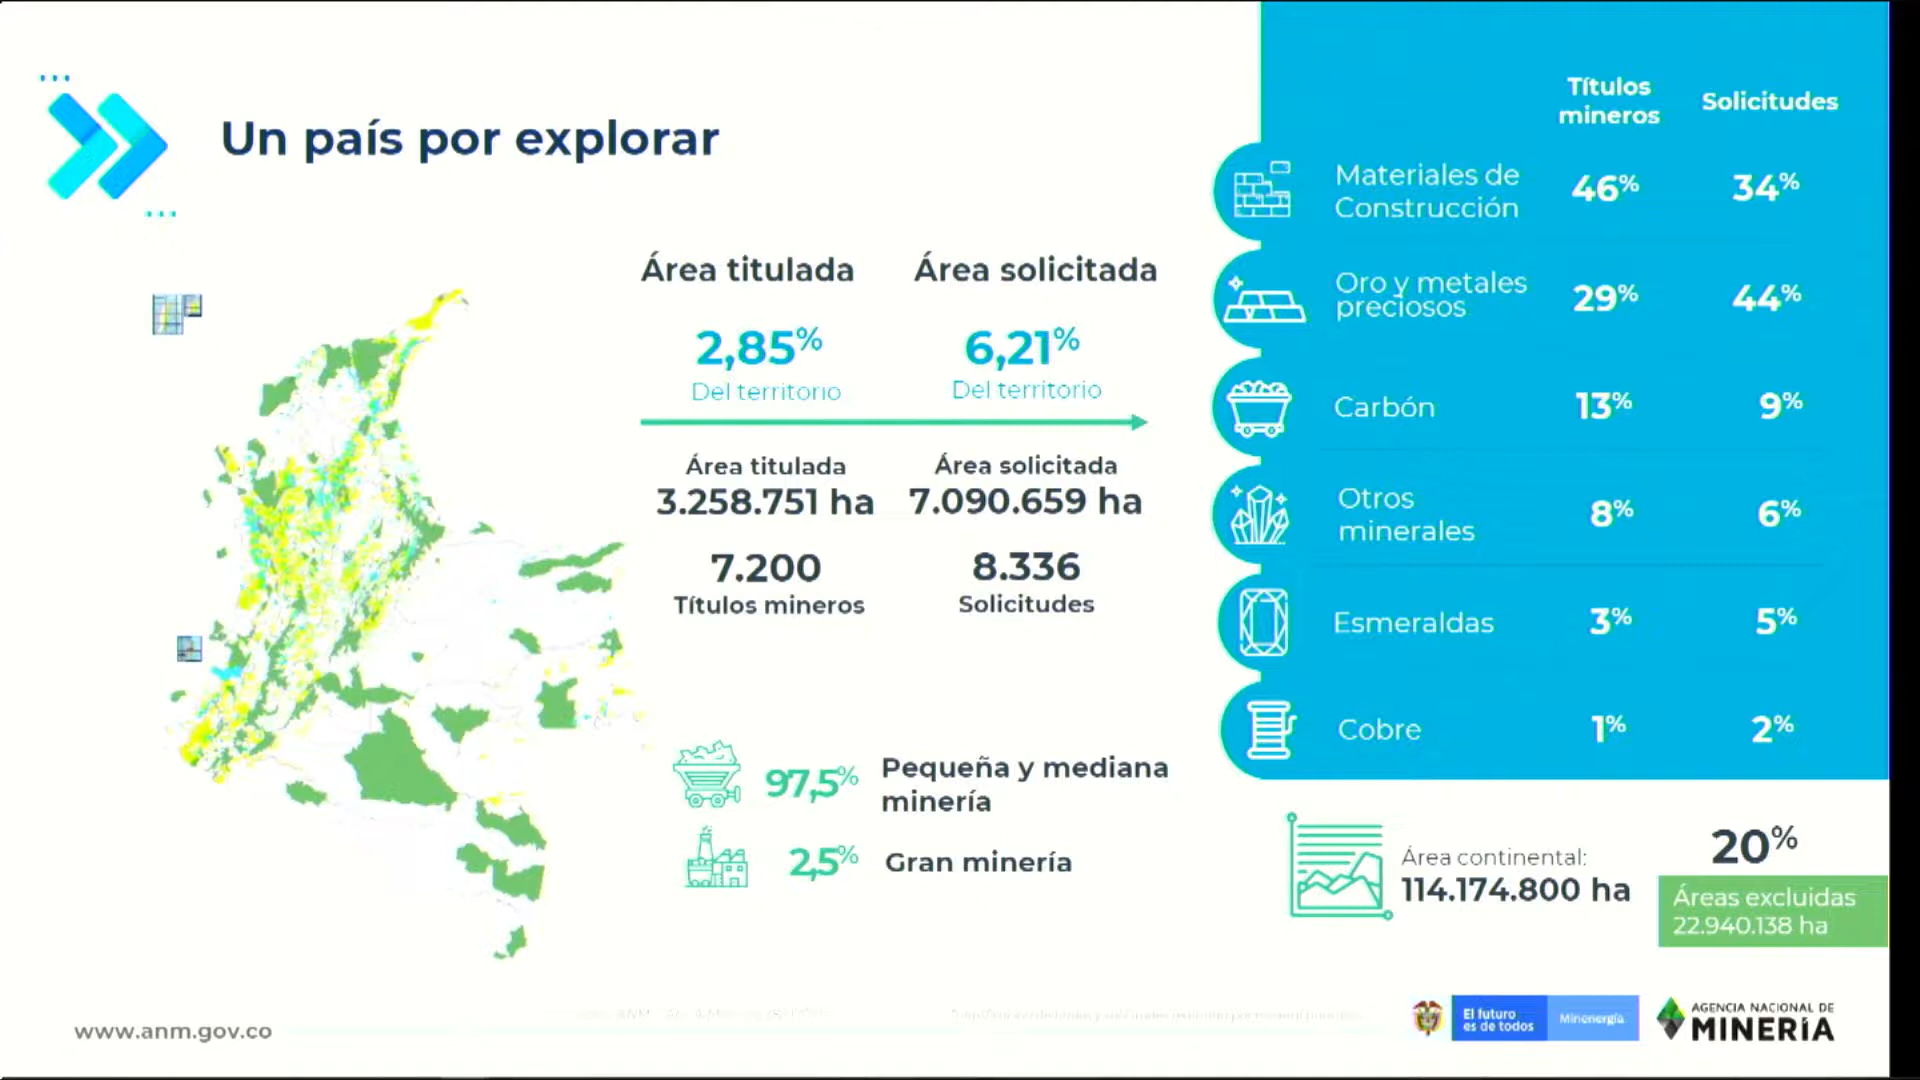 Un país por explorar
Área titulada
Área solicitada
2,85%
6,21%
Del territorio
Del territorio
Área titulada
Área solicitada
3.258.751 ha
7.090.659 ha
7.200
8.336
Títulos mineros
Solicitudes
97,5%
Pequeña y mediana
minería
2,5%
Gran minería
Títulos
mineros
Solicitudes
Materiales de
Construcción
46%
34%
Oro y metales
preciosos
29%
44%
Carbón
13%
9%
Otros
minerales
8%
6%
Esmeraldas
3%
5%
Cobre
1%
2%
Área continental:
114.174.800 ha
20%
Áreas excluidas
22.940.138 ha
www.anm.gov.co
El futuro
es de todos
Minenergía
AGENCIA NACIONAL DE
MINERÍA